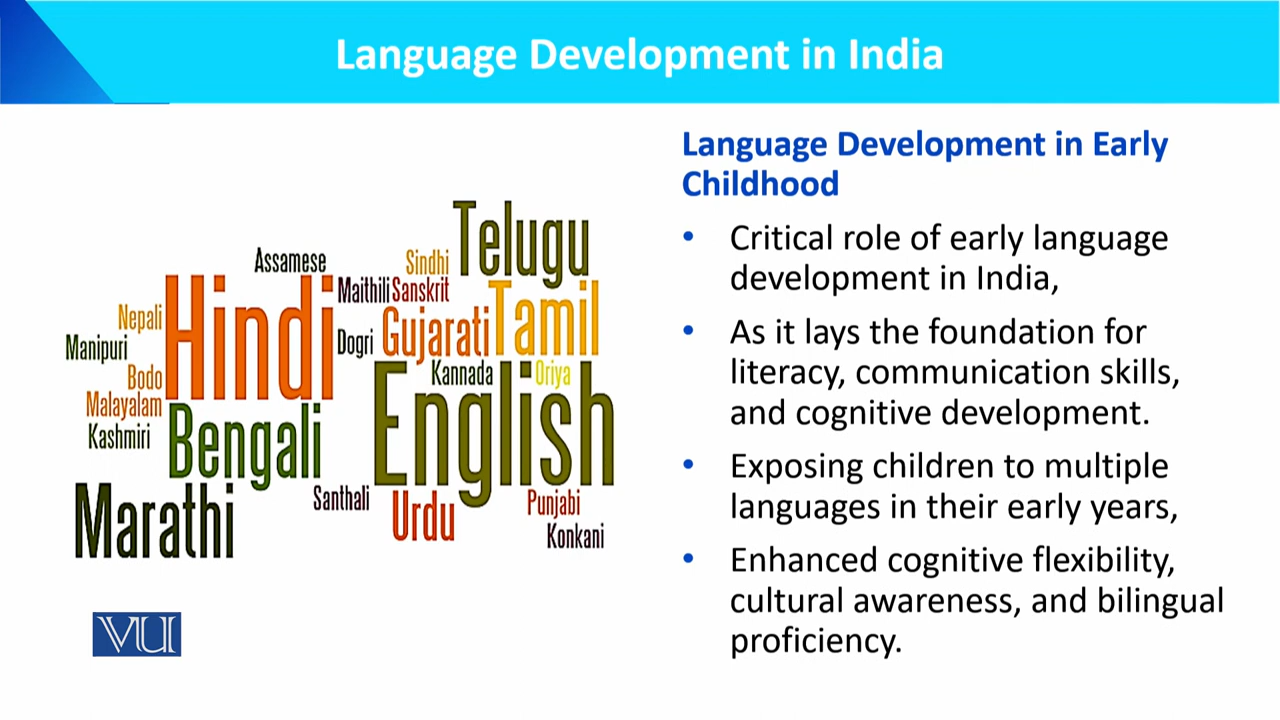 Language Development in India
Language Development in Early
Childhood
• Critical role of early language
development in India,
• As it lays the foundation for
literacy, communication skills,
and cognitive development.
• Exposing children to multiple
languages in their early years,
• Enhanced cognitive flexibility,
cultural awareness, and bilingual
proficiency.
Telugu
Assamese
Sindhi
Hindi
Maithili
Sanskrit
Tamil
Nepali
Gujarati
Manipuri
Dogri
Bodo
Kannada
Oriya
Malayalam
English
Kashmiri
Bengali
Marathi
Santhali
Urdu
Punjabi
Konkani
VU